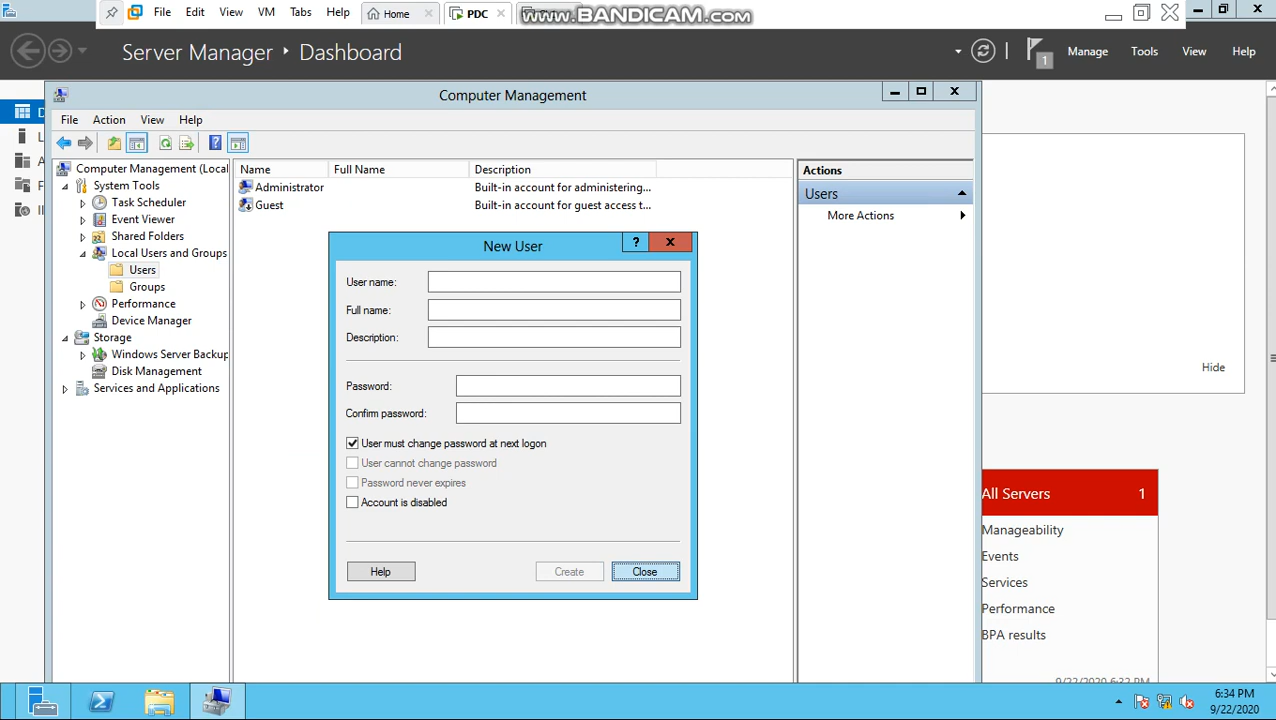 File Edit View VM Tabs Help Home PDC
www.BANDICAM.com
Server Manager Dashboard
1 Manage Tools View Help
Computer Management
File Action View Help
Computer Management (Local
System Tools
Task Scheduler
Event Viewer
Shared Folders
Local Users and Groups
Users
Groups
Performance
Device Manager
Storage
Windows Server Backup
Disk Management
Services and Applications
Name Full Name Description
Administrator Built-in account for administering...
Guest Built-in account for guest access t...
Actions
Users
More Actions
New User
?
User name:
Full name:
Description:
Password:
Confirm password:
User must change password at next logon
User cannot change password
Password never expires
Account is disabled
Help Create Close
Hide
All Servers 1
Manageability
Events
Services
Performance
BPA results
6:34 PM
9/22/2020